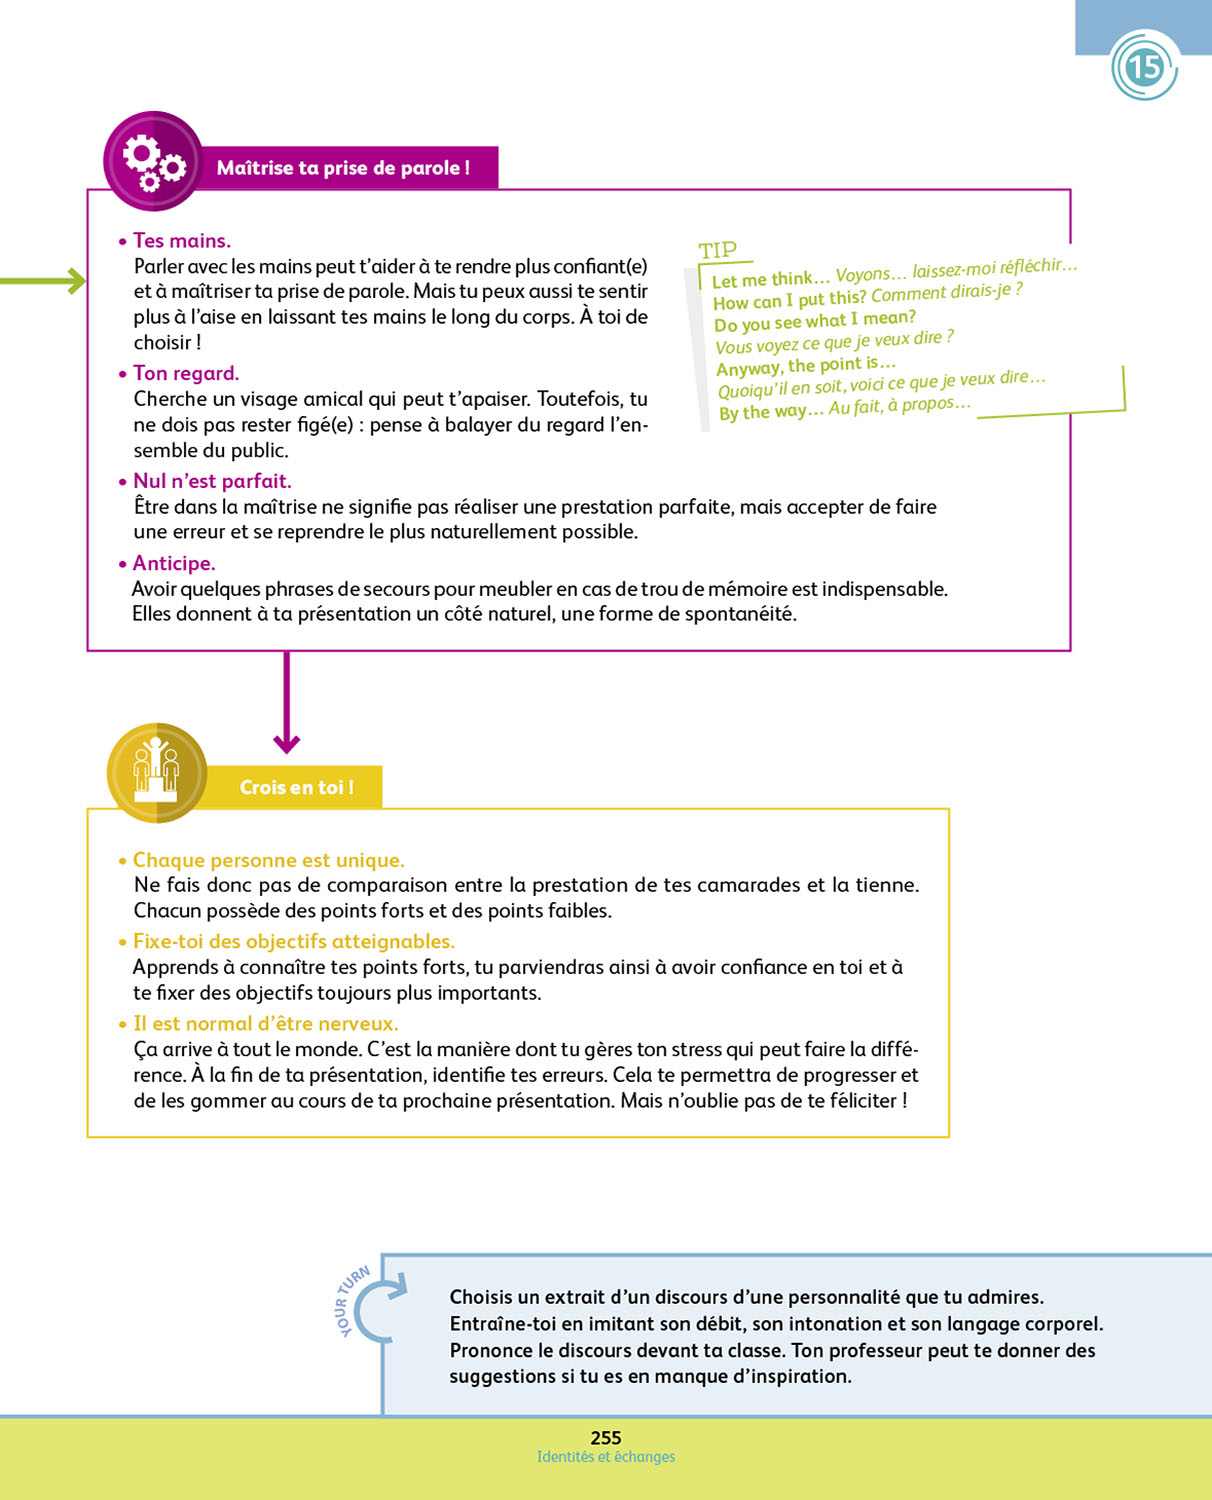 15
Maîtrise ta prise de parole !
• Tes mains.
Parler avec les mains peut t’aider à te rendre plus confiant(e)
et à maîtriser ta prise de parole. Mais tu peux aussi te sentir
plus à l’aise en laissant tes mains le long du corps. À toi de
choisir !
• Ton regard.
Cherche un visage amical qui peut t’apaiser. Toutefois, tu
ne dois pas rester figé(e) : pense à balayer du regard l’en-
semble du public.
• Nul n’est parfait.
Être dans la maîtrise ne signifie pas réaliser une prestation parfaite, mais accepter de faire
une erreur et se reprendre le plus naturellement possible.
• Anticipe.
Avoir quelques phrases de secours pour meubler en cas de trou de mémoire est indispensable.
Elles donnent à ta présentation un côté naturel, une forme de spontanéité.
TIP
Let me think… Voyons… laissez-moi réfléchir…
How can I put this? Comment dirais-je ?
Do you see what I mean?
Vous voyez ce que je veux dire ?
Anyway, the point is…
Quoiqu’il en soit, voici ce que je veux dire…
By the way… Au fait, à propos…
Crois en toi !
• Chaque personne est unique.
Ne fais donc pas de comparaison entre la prestation de tes camarades et la tienne.
Chacun possède des points forts et des points faibles.
• Fixe-toi des objectifs atteignables.
Apprends à connaître tes points forts, tu parviendras ainsi à avoir confiance en toi et à
te fixer des objectifs toujours plus importants.
• Il est normal d’être nerveux.
Ça arrive à tout le monde. C’est la manière dont tu gères ton stress qui peut faire la diffé-
rence. À la fin de ta présentation, identifie tes erreurs. Cela te permettra de progresser et
de les gommer au cours de ta prochaine présentation. Mais n’oublie pas de te féliciter !
YOUR TURN
Choisis un extrait d’un discours d’une personnalité que tu admires.
Entraîne-toi en imitant son débit, son intonation et son langage corporel.
Prononce le discours devant ta classe. Ton professeur peut te donner des
suggestions si tu es en manque d’inspiration.
255
Identités et échanges